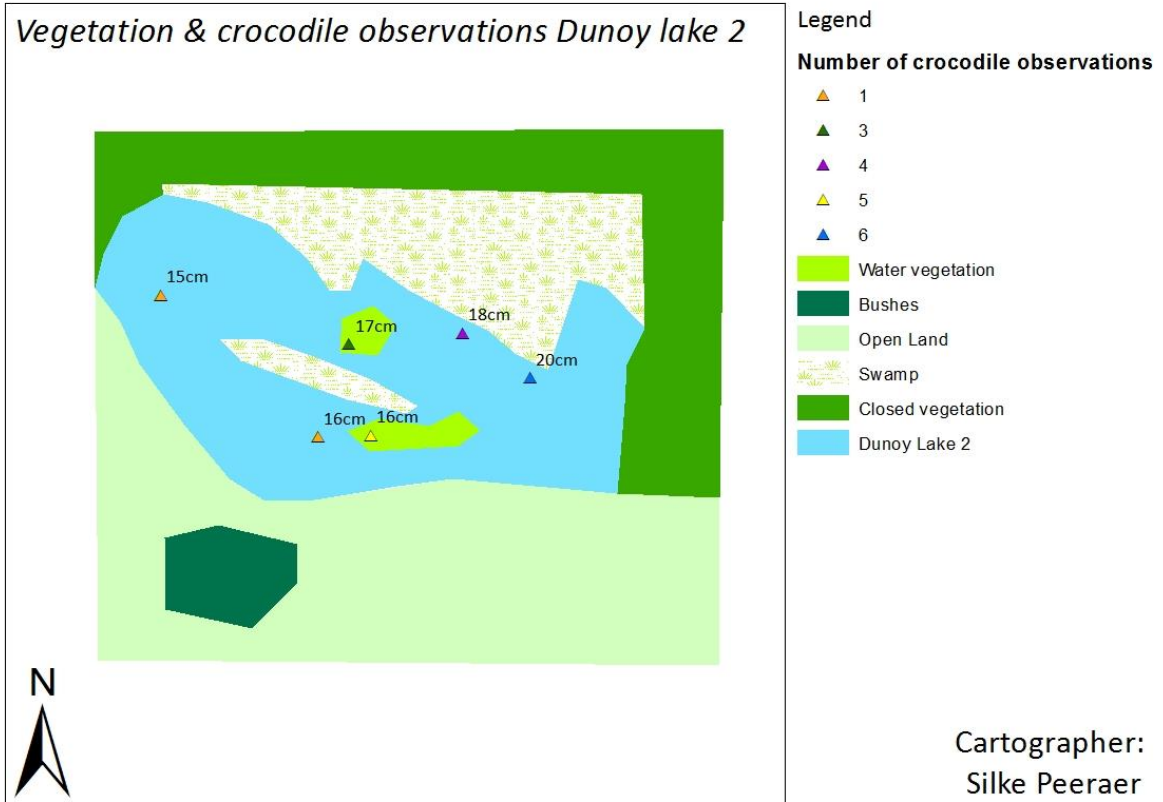 Vegetation & crocodile observations Dunoy lake 2
15cm
17cm
18cm
20cm
16cm
16cm
N
Legend
Number of crocodile observations
1
3
4
5
6
Water vegetation
Bushes
Open Land
Swamp
Closed vegetation
Dunoy Lake 2
Cartographer:
Silke Peeraer